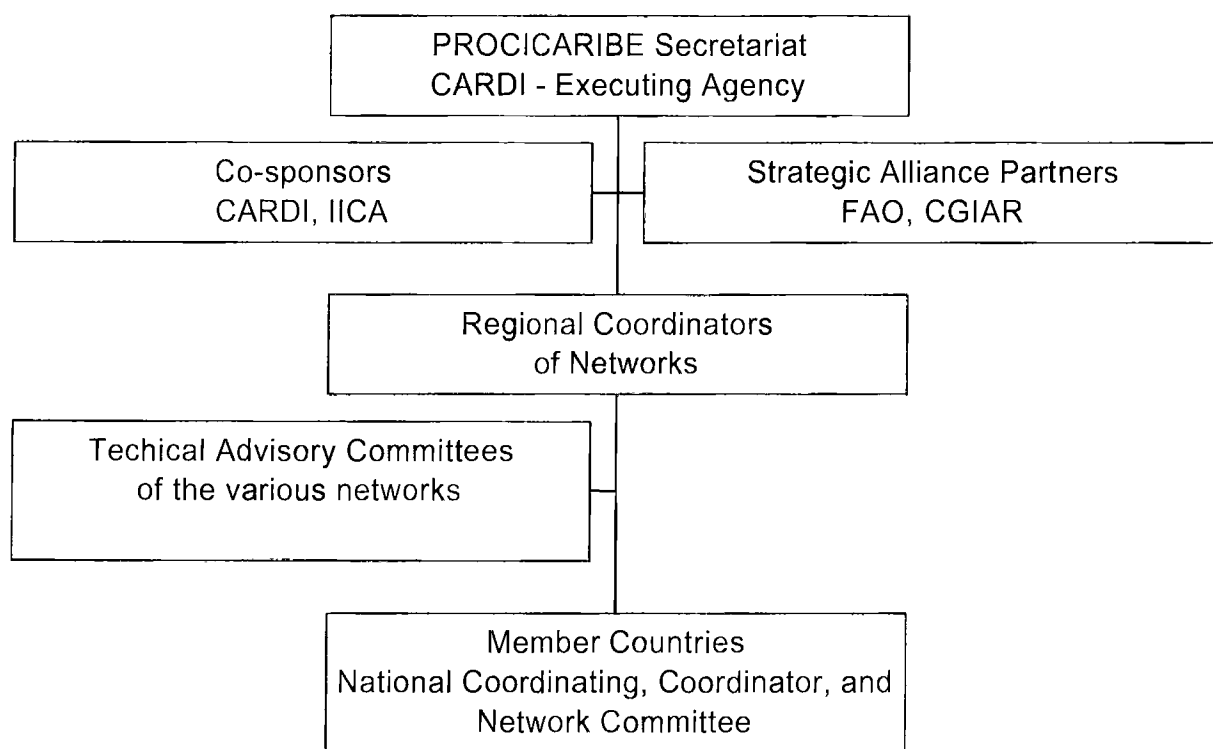 PROCICARIBE Secretariat
CARDI - Executing Agency
Co-sponsors
CARDI, IICA
Strategic Alliance Partners
FAO, CGIAR
Regional Coordinators
of Networks
Techical Advisory Committees
of the various networks
Member Countries
National Coordinating, Coordinator, and
Network Committee